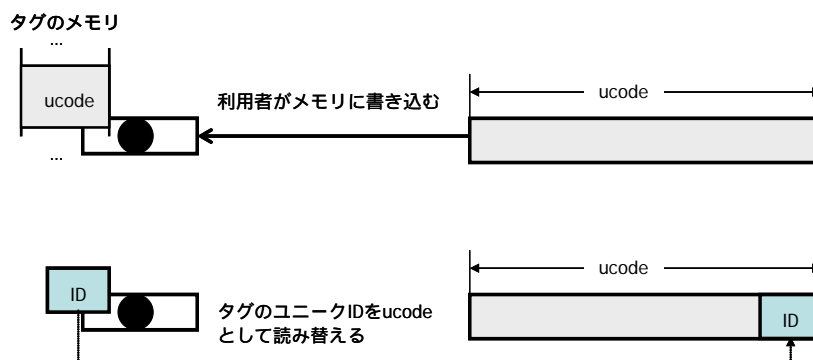 タグのメモリ
...
ucode
...
利用者がメモリに書き込む
ucode
ID
タグのユニークIDをucode
として読み替える
ucode
ID